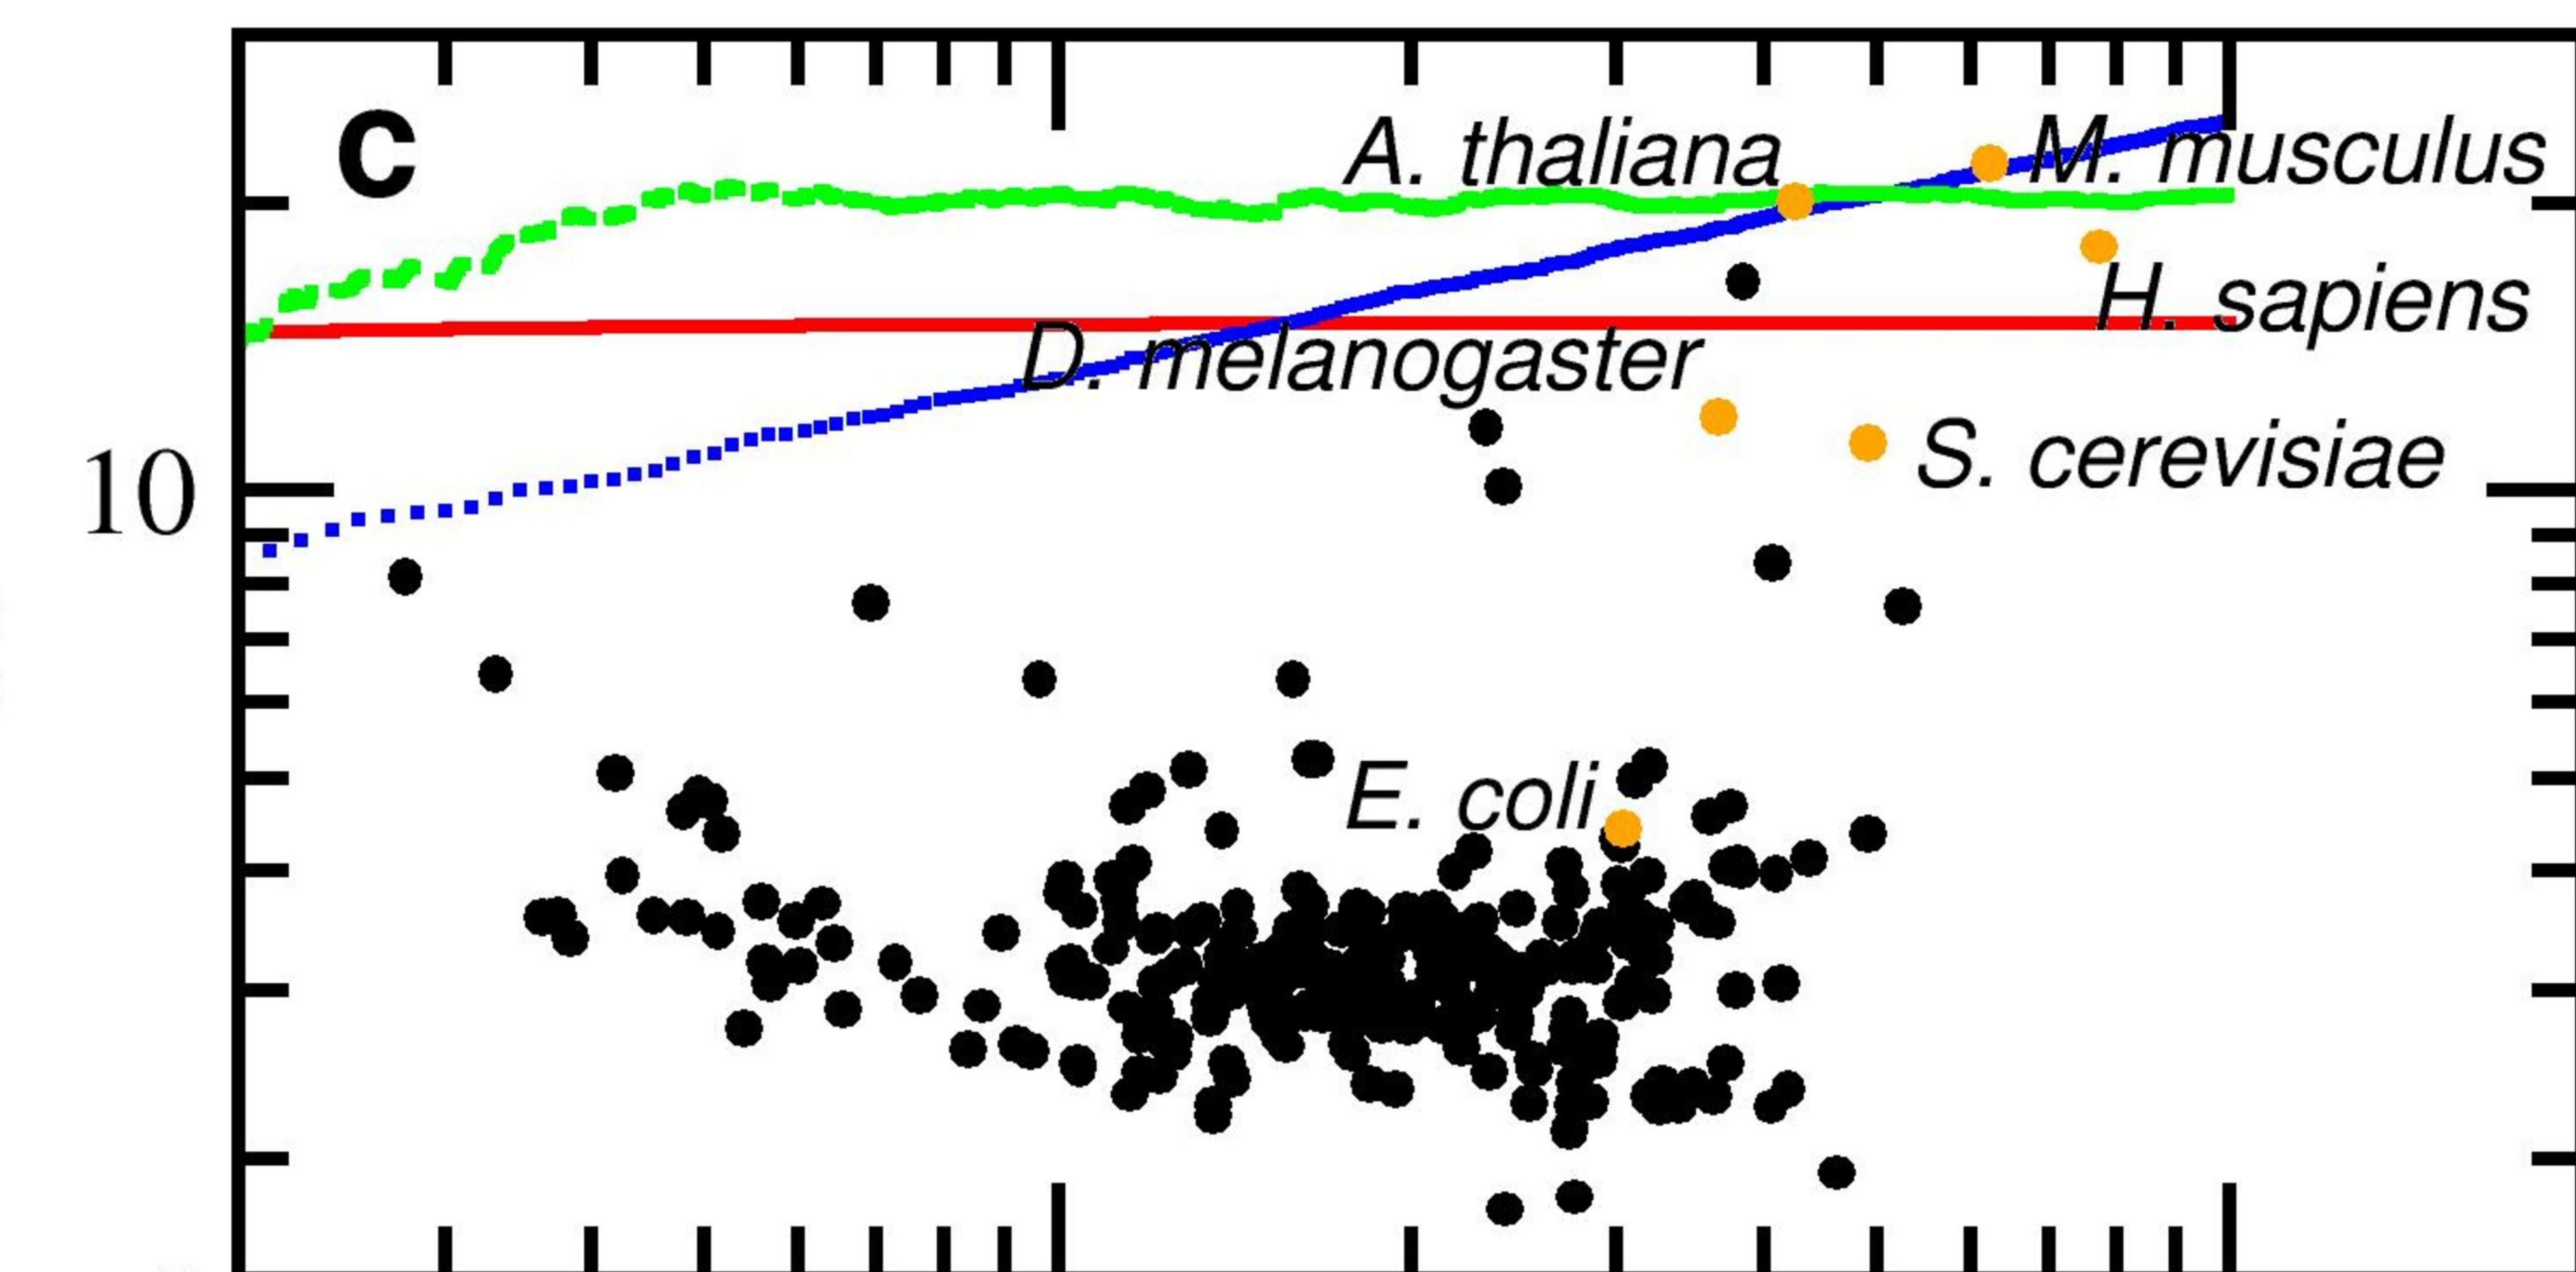 c
A. thaliana
M. musculus
H. sapiens
D. melanogaster
S. cerevisiae
10
E. coli